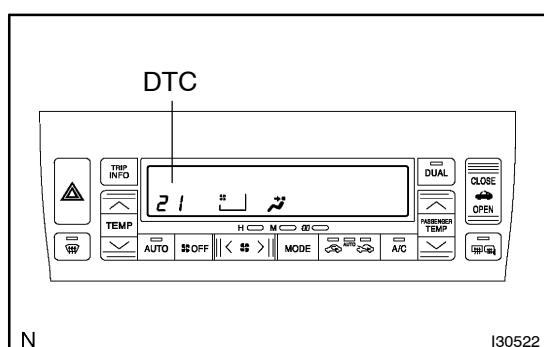 DTC
TRIP
INFO
DUAL
CLOSE
OPEN
21
TEMP
PASSENGER
TEMP
H M
AUTO OFF MODE AUTO A/C
N
I30522